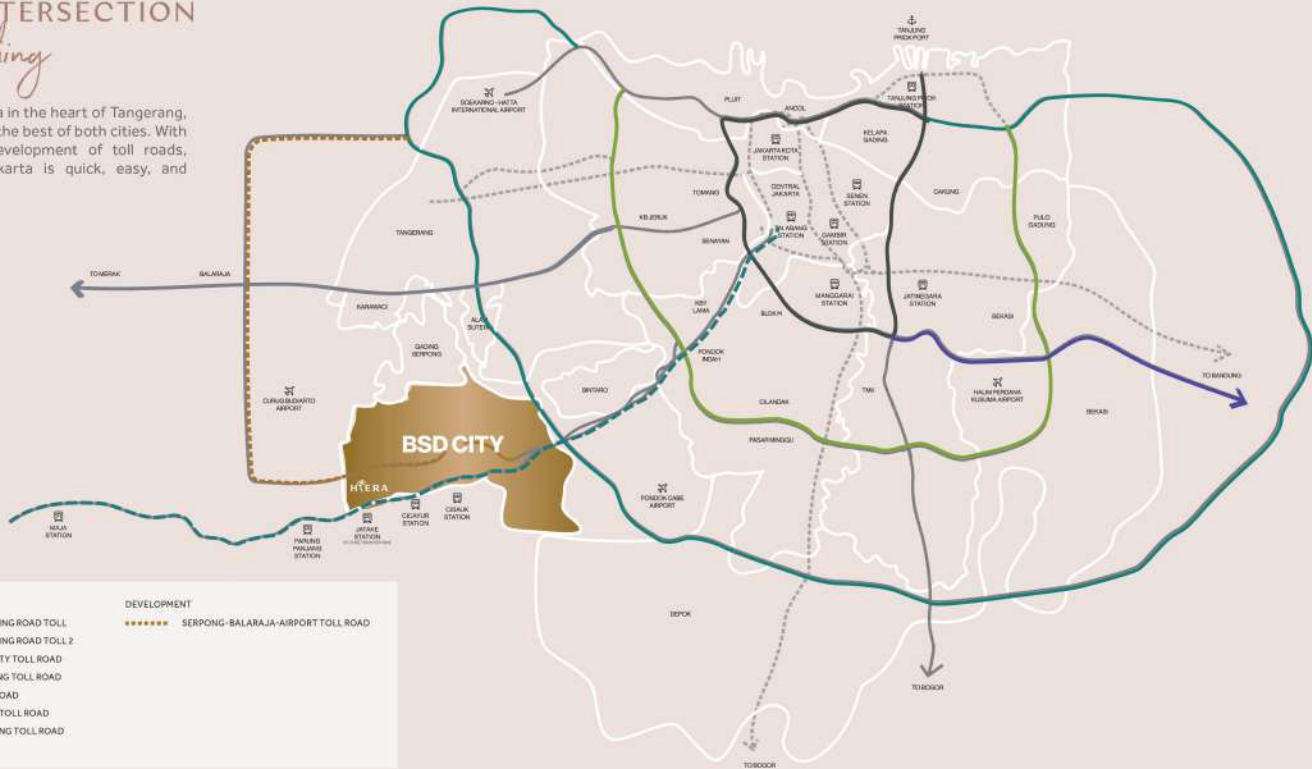 TERSECTION
a in the heart of Tangerang,
the best of both cities. With
evelopment of toll roads,
karta is quick, easy, and
TANJUNG
PRIOK PORT
SOEKARNO-HATTA
INTERNATIONAL AIRPORT
PLUIT
ANCOL
TANJUNG PRIOK
STATION
KELAPA
GADING
JAKARTA KOTA
STATION
CENTRAL
JAKARTA
SENEN
STATION
CAKUNG
TOMANG
KB JERUK
PULO
GADUNG
TANGERANG
SENAYAN
STATION
GAMBIR
STATION
TO MERAK
BALARAJA
KARAWACI
ALAM
SUTERA
KBY
LAMA
BLOK M
MANGGARAI
STATION
JATINEGARA
STATION
BEKASI
GADING
SERPONG
PONDOK
INDAH
TO BANDUNG
CURUG BUDIARTO
AIRPORT
BINTARO
CILANDAK
TMII
HALIM PERDANA
KUSUMA AIRPORT
BEKASI
BSD CITY
PASAR MINGGU
HIERA
PONDOK CABE
AIRPORT
MAJA
STATION
PARUNG
PANJANG
STATION
JATAKE
STATION
CICAYUR
STATION
CISAUK
STATION
DEPOK
TO BOGOR
TO BOGOR
DEVELOPMENT
SERPONG-BALARAJA-AIRPORT TOLL ROAD
NG ROAD TOLL
NG ROAD TOLL 2
TY TOLL ROAD
NG TOLL ROAD
OAD
TOLL ROAD
NG TOLL ROAD